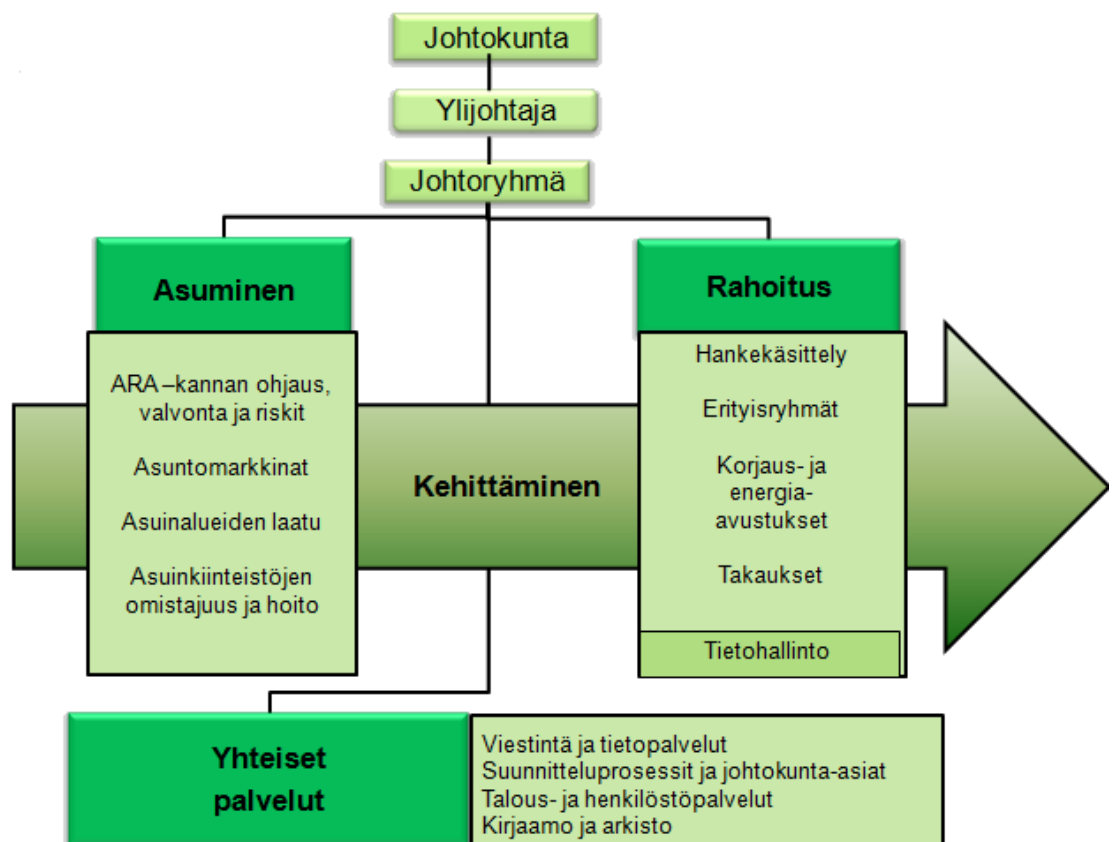 Johtokunta
Ylijohtaja
Johtoryhmä
Asuminen
ARA –kannan ohjaus,
valvonta ja riskit
Asuntomarkkinat
Asuinalueiden laatu
Asuinkiinteistöjen
omistajuus ja hoito
Kehittäminen
Rahoitus
Hankekäsittely
Erityisryhmät
Korjaus- ja
energia-
avustukset
Takaukset
Tietohallinto
Yhteiset
palvelut
Viestintä ja tietopalvelut
Suunnitteluprosessit ja johtokunta-asiat
Talous- ja henkilöstöpalvelut
Kirjaamo ja arkisto